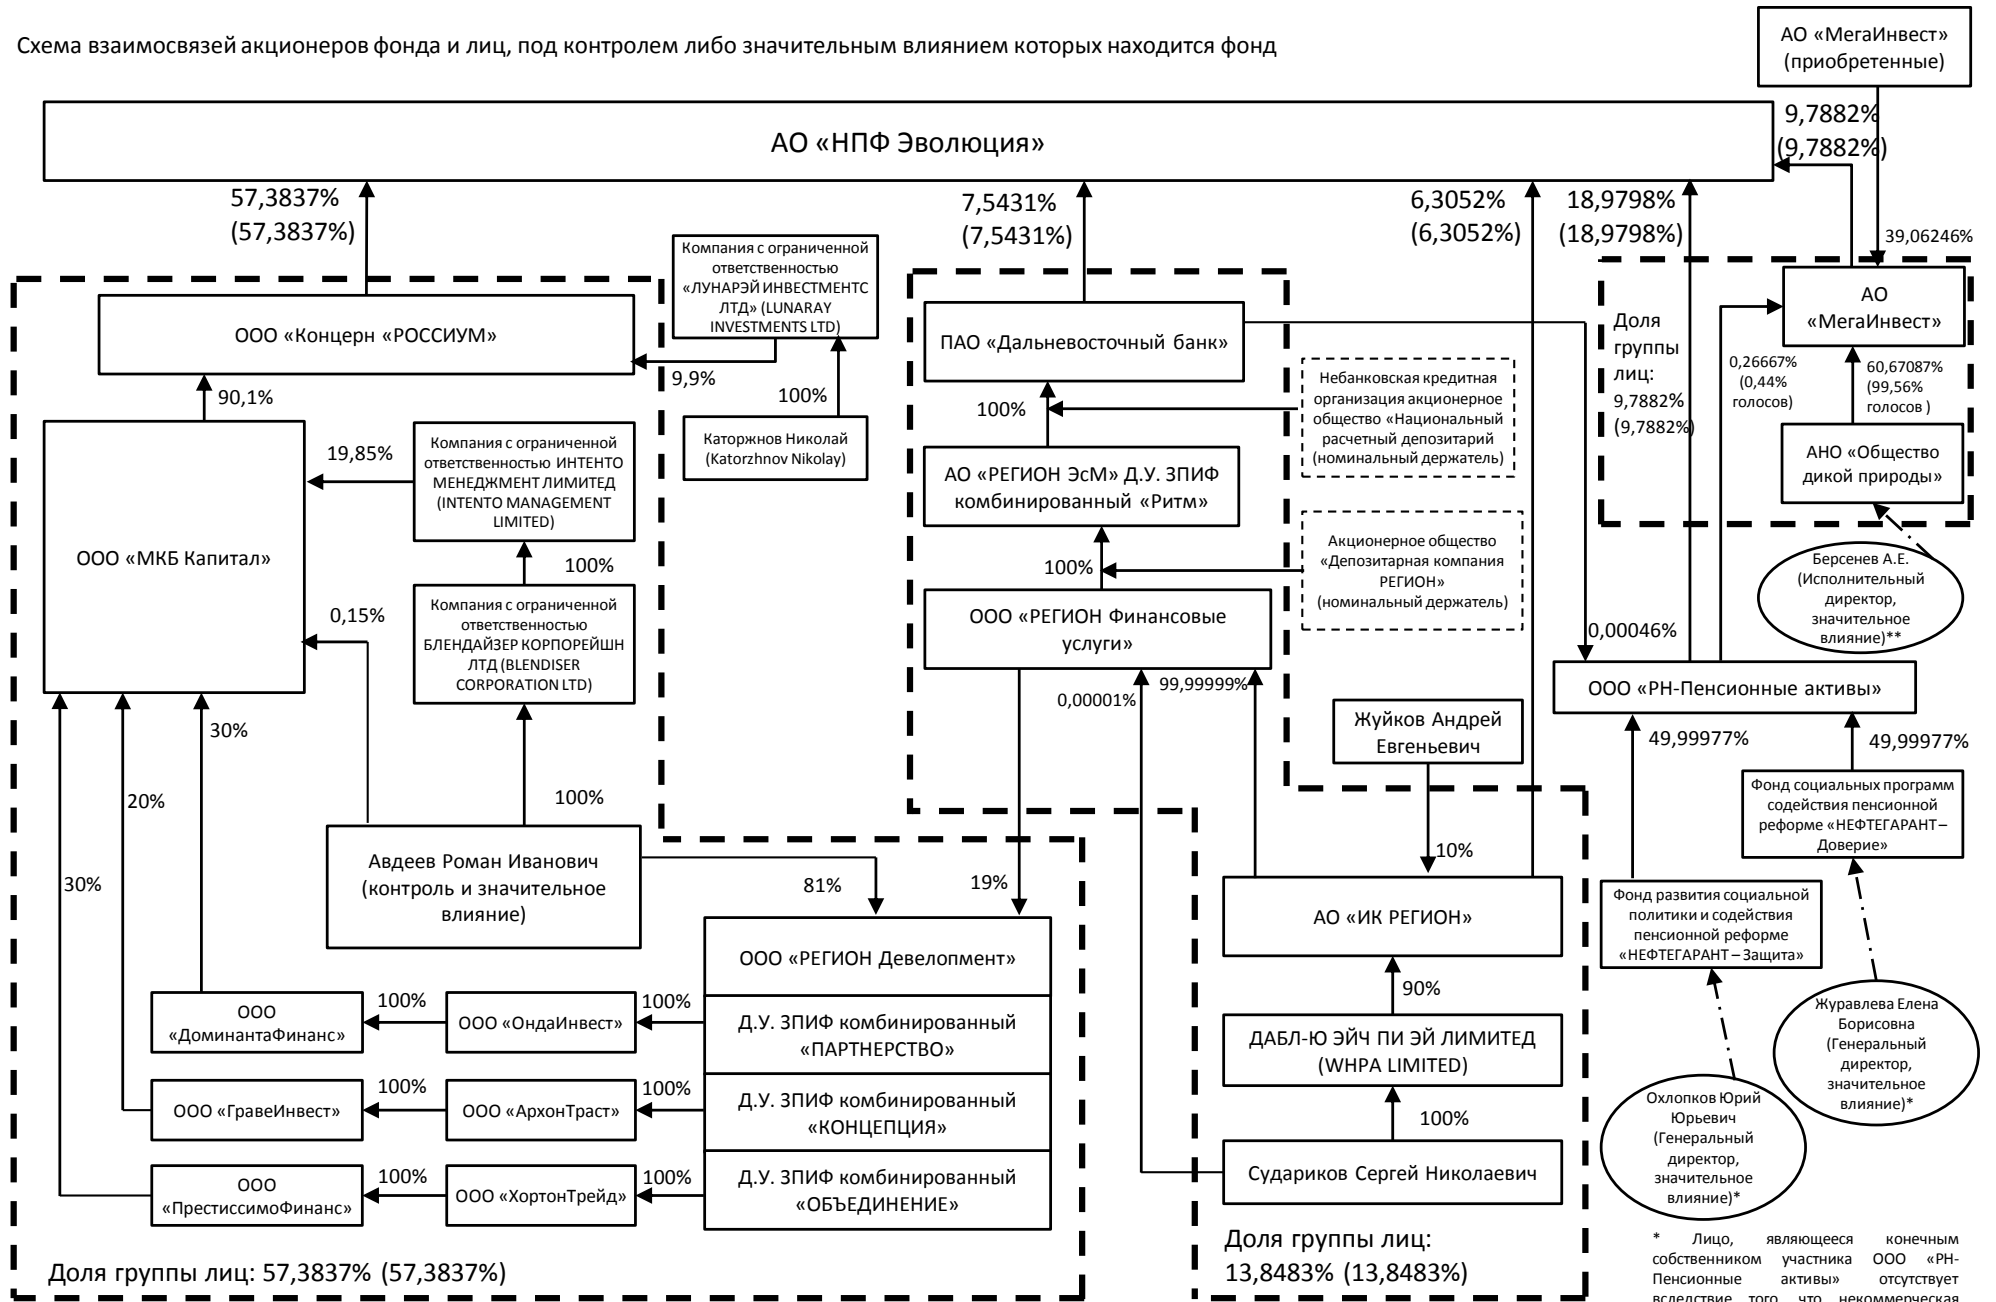 Схема взаимосвязей акционеров фонда и лиц, под контролем либо значительным влиянием которых находится фонд
АО «МегаИнвест»
(приобретенные)
АО «НПФ Эволюция»
9,7882%
(9,7882%)
57,3837%
(57,3837%)
7,5431%
(7,5431%)
6,3052%
(6,3052%)
18,9798%
(18,9798%)
39,06246%
Компания с ограниченной
ответственностью
«ЛУНАРЭЙ ИНВЕСТМЕНТС
ЛТД» (LUNARAY
INVESTMENTS LTD)
ООО «Концерн «РОССИУМ»
9,9%
90,1%
100%
Каторжнов Николай
(Katorzhnov Nikolay)
ООО «МКБ Капитал»
19,85%
Компания с ограниченной
ответственностью ИНТЕНТО
МЕНЕДЖМЕНТ ЛИМИТЕД
(INTENTO MANAGEMENT
LIMITED)
100%
0,15%
Компания с ограниченной
ответственностью
БЛЕНДАЙЗЕР КОРПОРЕЙШН
ЛТД (BLENDISER
CORPORATION LTD)
30%
20%
30%
100%
Авдеев Роман Иванович
(контроль и значительное
влияние)
81%
19%
ООО «РЕГИОН Девелопмент»
ООО
«ДоминантаФинанс»
100%
ООО «ОндаИнвест»
100%
Д.У. ЗПИФ комбинированный
«ПАРТНЕРСТВО»
ООО «ГравеИнвест»
100%
ООО «АрхонТраст»
100%
Д.У. ЗПИФ комбинированный
«КОНЦЕПЦИЯ»
ООО
«ПрестиссимоФинанс»
100%
ООО «ХортонТрейд»
100%
Д.У. ЗПИФ комбинированный
«ОБЪЕДИНЕНИЕ»
Доля группы лиц: 57,3837% (57,3837%)
ПАО «Дальневосточный банк»
100%
Небанковская кредитная
организация акционерное
общество «Национальный
расчетный депозитарий
(номинальный держатель)
АО «РЕГИОН ЭсМ» Д.У. ЗПИФ
комбинированный «Ритм»
100%
Акционерное общество
«Депозитарная компания
РЕГИОН»
(номинальный держатель)
ООО «РЕГИОН Финансовые
услуги»
0,00001%
99,99999%
Жуйков Андрей
Евгеньевич
10%
АО «ИК РЕГИОН»
90%
ДАБЛ-Ю ЭЙЧ ПИ ЭЙ ЛИМИТЕД
(WHPA LIMITED)
100%
Судариков Сергей Николаевич
Доля группы лиц:
13,8483% (13,8483%)
Доля
группы
лиц:
9,7882%
(9,7882%)
АО
«МегаИнвест»
0,26667%
(0,44%
голосов)
60,67087%
(99,56%
голосов )
АНО «Общество
дикой природы»
Берсенев А.Е.
(Исполнительный
директор,
значительное
влияние)**
0,00046%
ООО «РН-Пенсионные активы»
49,99977%
49,99977%
Фонд социальных программ
содействия пенсионной
реформе «НЕФТЕГАРАНТ–
Доверие»
Фонд развития социальной
политики и содействия
пенсионной реформе
«НЕФТЕГАРАНТ – Защита»
Журавлева Елена
Борисовна
(Генеральный
директор,
значительное
влияние)*
Охлопков Юрий
Юрьевич
(Генеральный
директор,
значительное
влияние)*
* Лицо, являющееся конечным
собственником участника ООО «РН-
Пенсионные активы» отсутствует
вследствие того, что некоммерческая